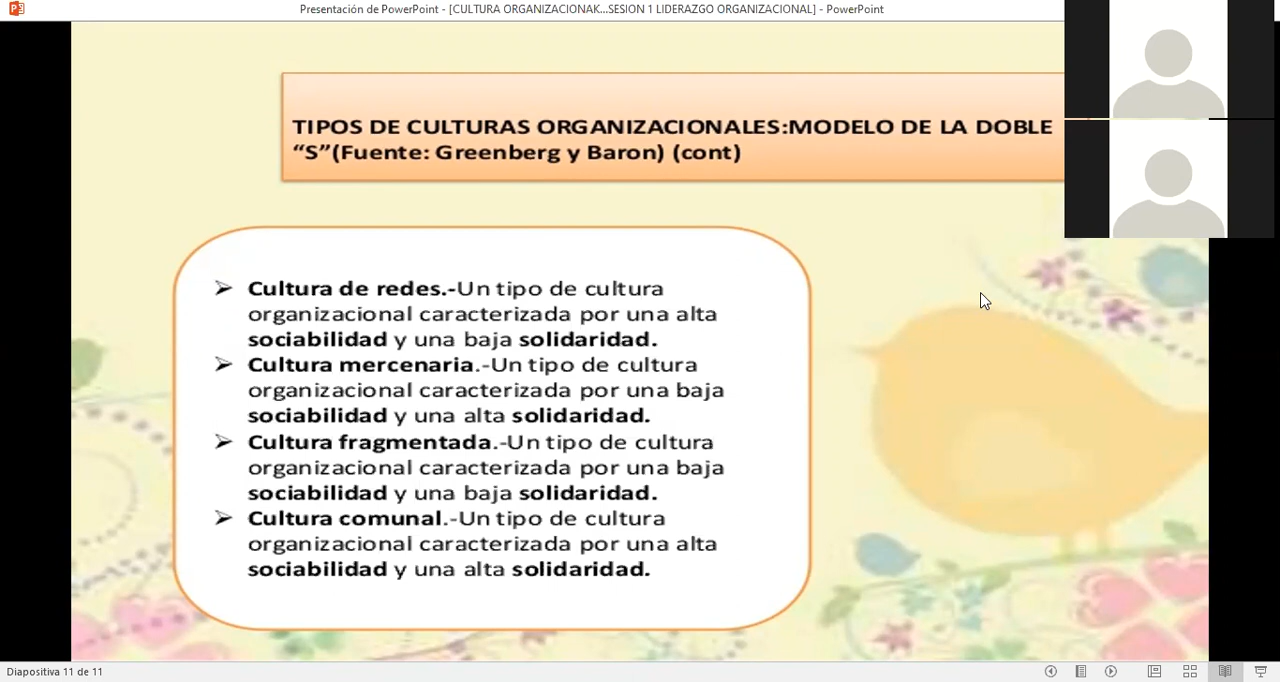 Presentación de PowerPoint - [CULTURA ORGANIZACIONAK...SESION 1 LIDERAZGO ORGANIZACIONAL] - PowerPoint
TIPOS DE CULTURAS ORGANIZACIONALES:MODELO DE LA DOBLE
“S”(Fuente: Greenberg y Baron) (cont)
➢ Cultura de redes.-Un tipo de cultura
organizacional caracterizada por una alta
sociabilidad y una baja solidaridad.
➢ Cultura mercenaria.-Un tipo de cultura
organizacional caracterizada por una baja
sociabilidad y una alta solidaridad.
➢ Cultura fragmentada.-Un tipo de cultura
organizacional caracterizada por una baja
sociabilidad y una baja solidaridad.
➢ Cultura comunal.-Un tipo de cultura
organizacional caracterizada por una alta
sociabilidad y una alta solidaridad.
Diapositiva 11 de 11